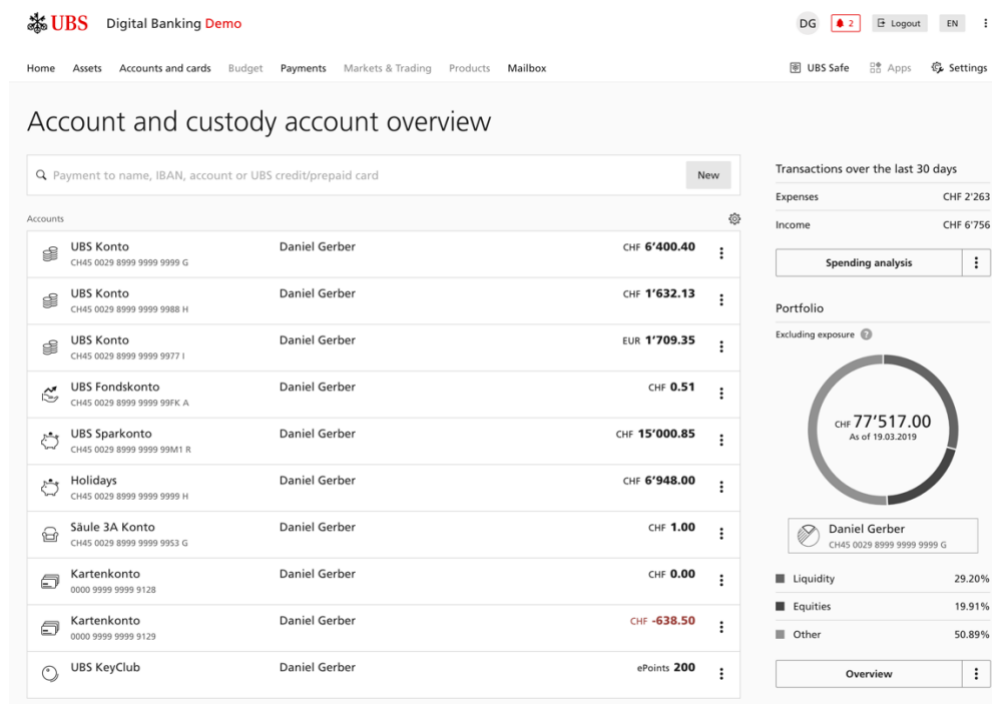 UBS Digital Banking Demo
DG 2 Logout EN
Home Assets Accounts and cards Budget Payments Markets & Trading Products Mailbox
UBS Safe Apps Settings
Account and custody account overview
Payment to name, IBAN, account or UBS credit/prepaid card New
Accounts
UBS Konto Daniel Gerber CHF 6'400.40
CH45 0029 8999 9999 9999 G
UBS Konto Daniel Gerber CHF 1'632.13
CH45 0029 8999 9999 9988 H
UBS Konto Daniel Gerber EUR 1'709.35
CH45 0029 8999 9999 9977 I
UBS Fondskonto Daniel Gerber CHF 0.51
CH45 0029 8999 9999 99FK A
UBS Sparkonto Daniel Gerber CHF 15'000.85
CH45 0029 8999 9999 99M1 R
Holidays Daniel Gerber CHF 6'948.00
CH45 0029 8999 9999 9999 H
Säule 3A Konto Daniel Gerber CHF 1.00
CH45 0029 8999 9999 9953 G
Kartenkonto Daniel Gerber CHF 0.00
0000 9999 9999 9128
Kartenkonto Daniel Gerber CHF -638.50
0000 9999 9999 9129
UBS KeyClub Daniel Gerber ePoints 200
Transactions over the last 30 days
Expenses CHF 2'263
Income CHF 6'756
Spending analysis
Portfolio
Excluding exposure ?
CHF 77'517.00
As of 19.03.2019
Daniel Gerber
CH45 0029 8999 9999 9999 G
Liquidity 29.20%
Equities 19.91%
Other 50.89%
Overview